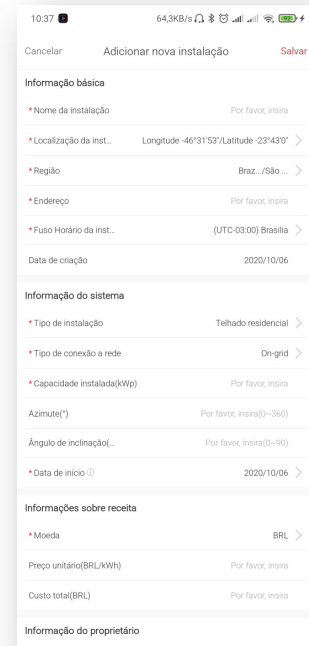 10:37 64,3KB/s 92
Cancelar Adicionar nova instalação Salvar
Informação básica
* Nome da instalação Por favor, insira
* Localização da inst... Longitude -46°31'53"/Latitude -23°43'0" >
* Região Braz.../São ... >
* Endereço Por favor, insira
* Fuso Horário da inst... (UTC-03:00) Brasilia >
Data de criação 2020/10/06
Informação do sistema
* Tipo de instalação Telhado residencial >
* Tipo de conexão a rede On-grid >
* Capacidade instalada(kWp) Por favor, insira
Azimute(°) Por favor, insira(0~360)
Ângulo de inclinação(... Por favor, insira(0~90)
* Data de início 2020/10/06 >
Informações sobre receita
* Moeda BRL >
Preço unitário(BRL/kWh) Por favor, insira
Custo total(BRL) Por favor, insira
Informação do proprietário